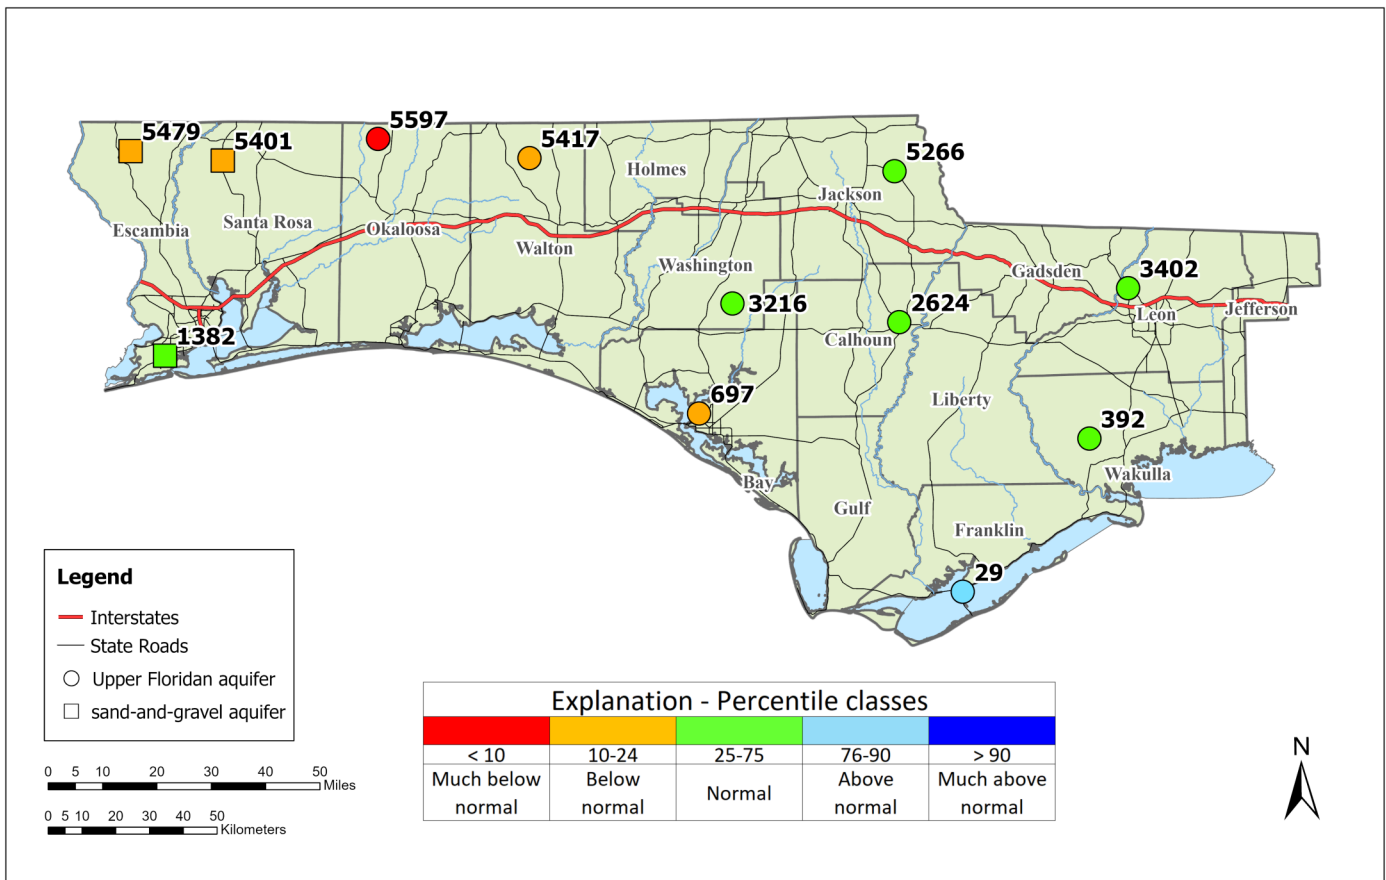 5479
5401
5597
5417
5266
Holmes
Jackson
Escambia
Santa Rosa
Okaloosa
Walton
Washington
Gadsden
3402
3216
2624
Leon
Jefferson
1382
Calhoun
697
Liberty
392
Bay
Wakulla
Gulf
Franklin
29
Legend
Interstates
State Roads
Upper Floridan aquifer
sand-and-gravel aquifer
0 5 10 20 30 40 50
Miles
0 5 10 20 30 40 50
Kilometers
Explanation - Percentile classes
< 10 10-24 25-75 76-90 > 90
Much below normal
Below normal
Normal
Above normal
Much above normal
N